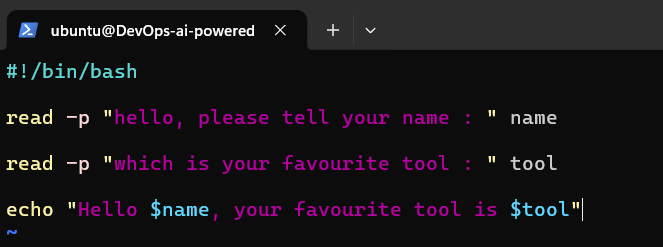 ubuntu@DevOps-ai-powered
#!/bin/bash
read -p "hello, please tell your name : " name
read -p "which is your favourite tool : " tool
echo "Hello $name, your favourite tool is $tool"
~